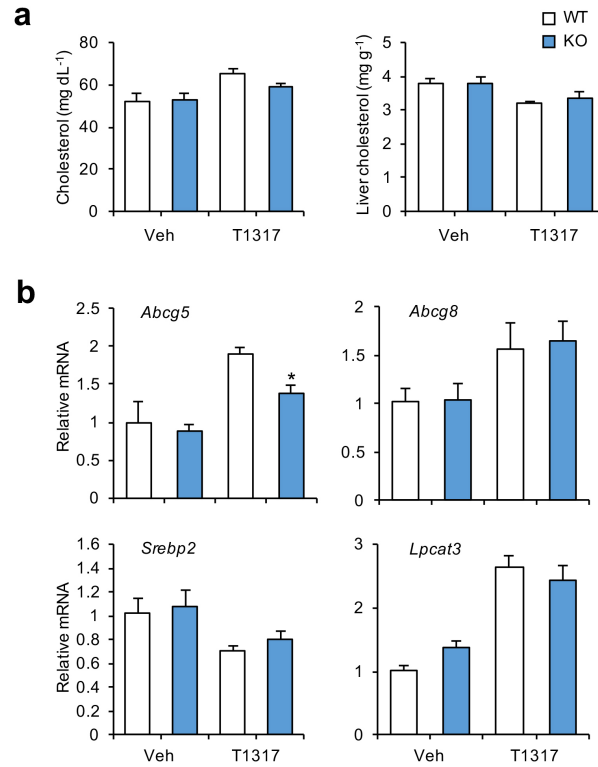 a
WT
KO
Cholesterol (mg dL-1)
80
60
40
20
0
Veh T1317
Liver cholesterol (mg g-1)
5
4
3
2
1
0
Veh T1317
b
Abcg5
Relative mRNA
2.5
2
1.5
1
0.5
0
*
Abcg8
2
1.5
1
0.5
0
Srebp2
Relative mRNA
1.6
1.4
1.2
1
0.8
0.6
0.4
0.2
0
Veh T1317
Lpcat3
3
2
1
0
Veh T1317